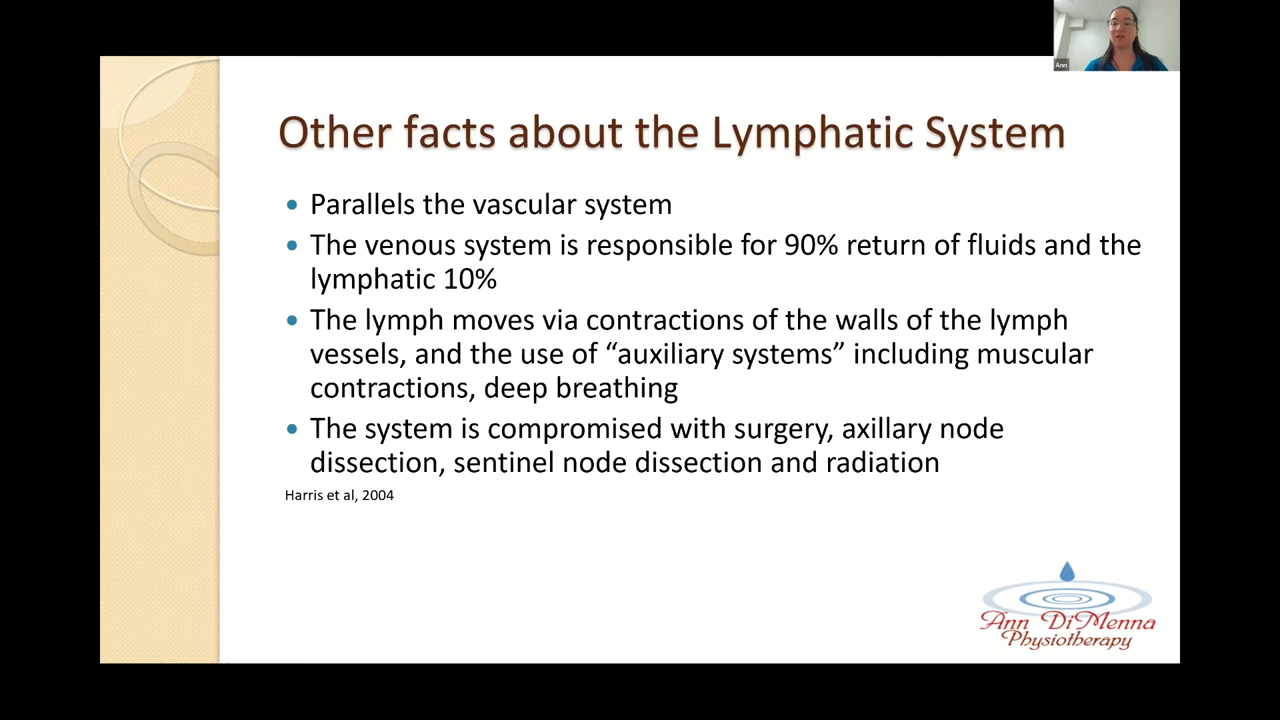 Ann
Other facts about the Lymphatic System
• Parallels the vascular system
• The venous system is responsible for 90% return of fluids and the
lymphatic 10%
• The lymph moves via contractions of the walls of the lymph
vessels, and the use of “auxiliary systems” including muscular
contractions, deep breathing
• The system is compromised with surgery, axillary node
dissection, sentinel node dissection and radiation
Harris et al, 2004
Ann DiMenna
Physiotherapy